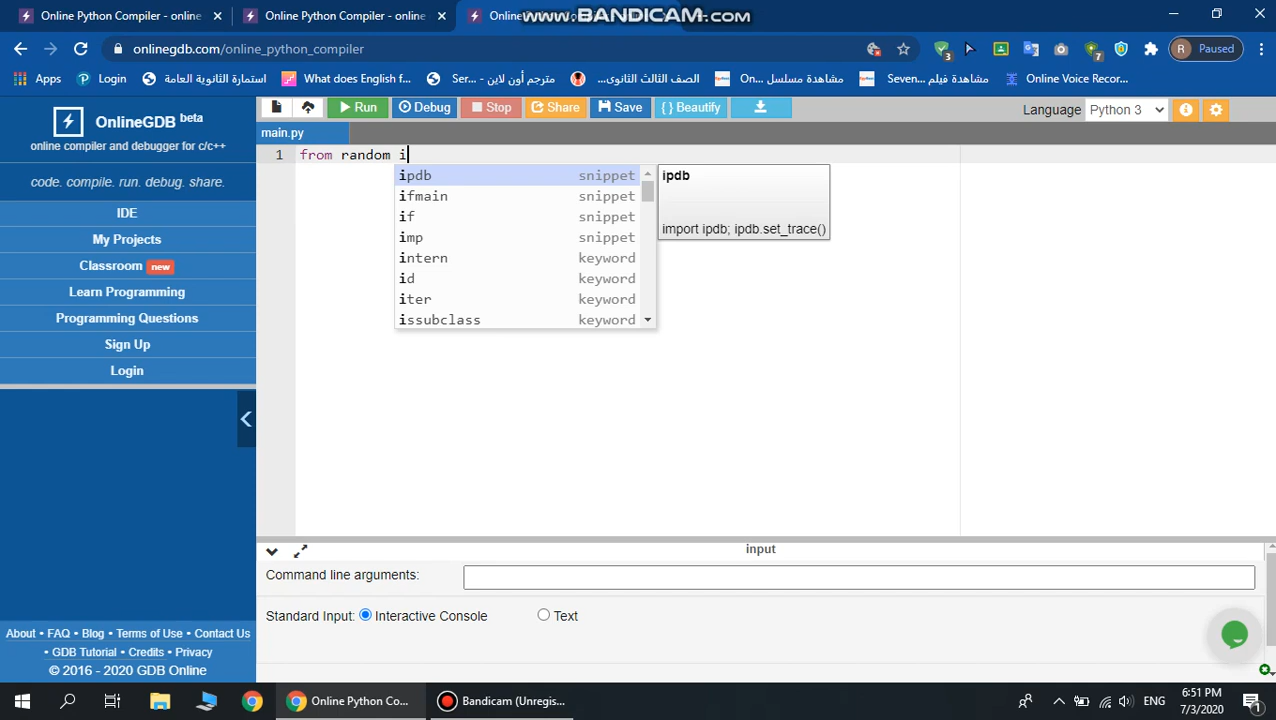 Online Python Compiler - online
Online Python Compiler - online
Onlin
www.BANDICAM.com
onlinegdb.com/online_python_compiler
3
7
R Paused
Apps
Login
استمارة الثانوية العامة
What does English f...
مترجم أون لاين - Ser...
الصف الثالث الثانوى...
مشاهدة مسلسل On...
مشاهدة فيلم Seven...
Online Voice Recor...
OnlineGDB beta
online compiler and debugger for c/c++
code. compile. run. debug. share.
IDE
My Projects
Classroom new
Learn Programming
Programming Questions
Sign Up
Login
About • FAQ • Blog • Terms of Use • Contact Us
• GDB Tutorial • Credits • Privacy
© 2016 - 2020 GDB Online
Run
Debug
Stop
Share
Save
{ } Beautify
Language Python 3
main.py
1 from random i
ipdb snippet
ifmain snippet
if snippet
imp snippet
intern keyword
id keyword
iter keyword
issubclass keyword
ipdb
import ipdb; ipdb.set_trace()
input
Command line arguments:
Standard Input: Interactive Console Text
Online Python Co...
Bandicam (Unregis...
ENG
6:51 PM
7/3/2020
1